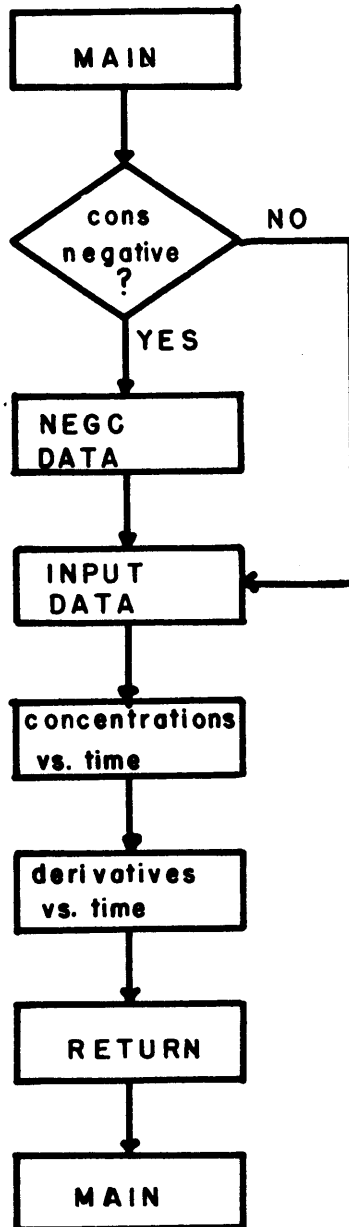 MAIN
cons
negative
?
NO
YES
NEGC
DATA
INPUT
DATA
concentrations
vs. time
derivatives
vs. time
RETURN
MAIN